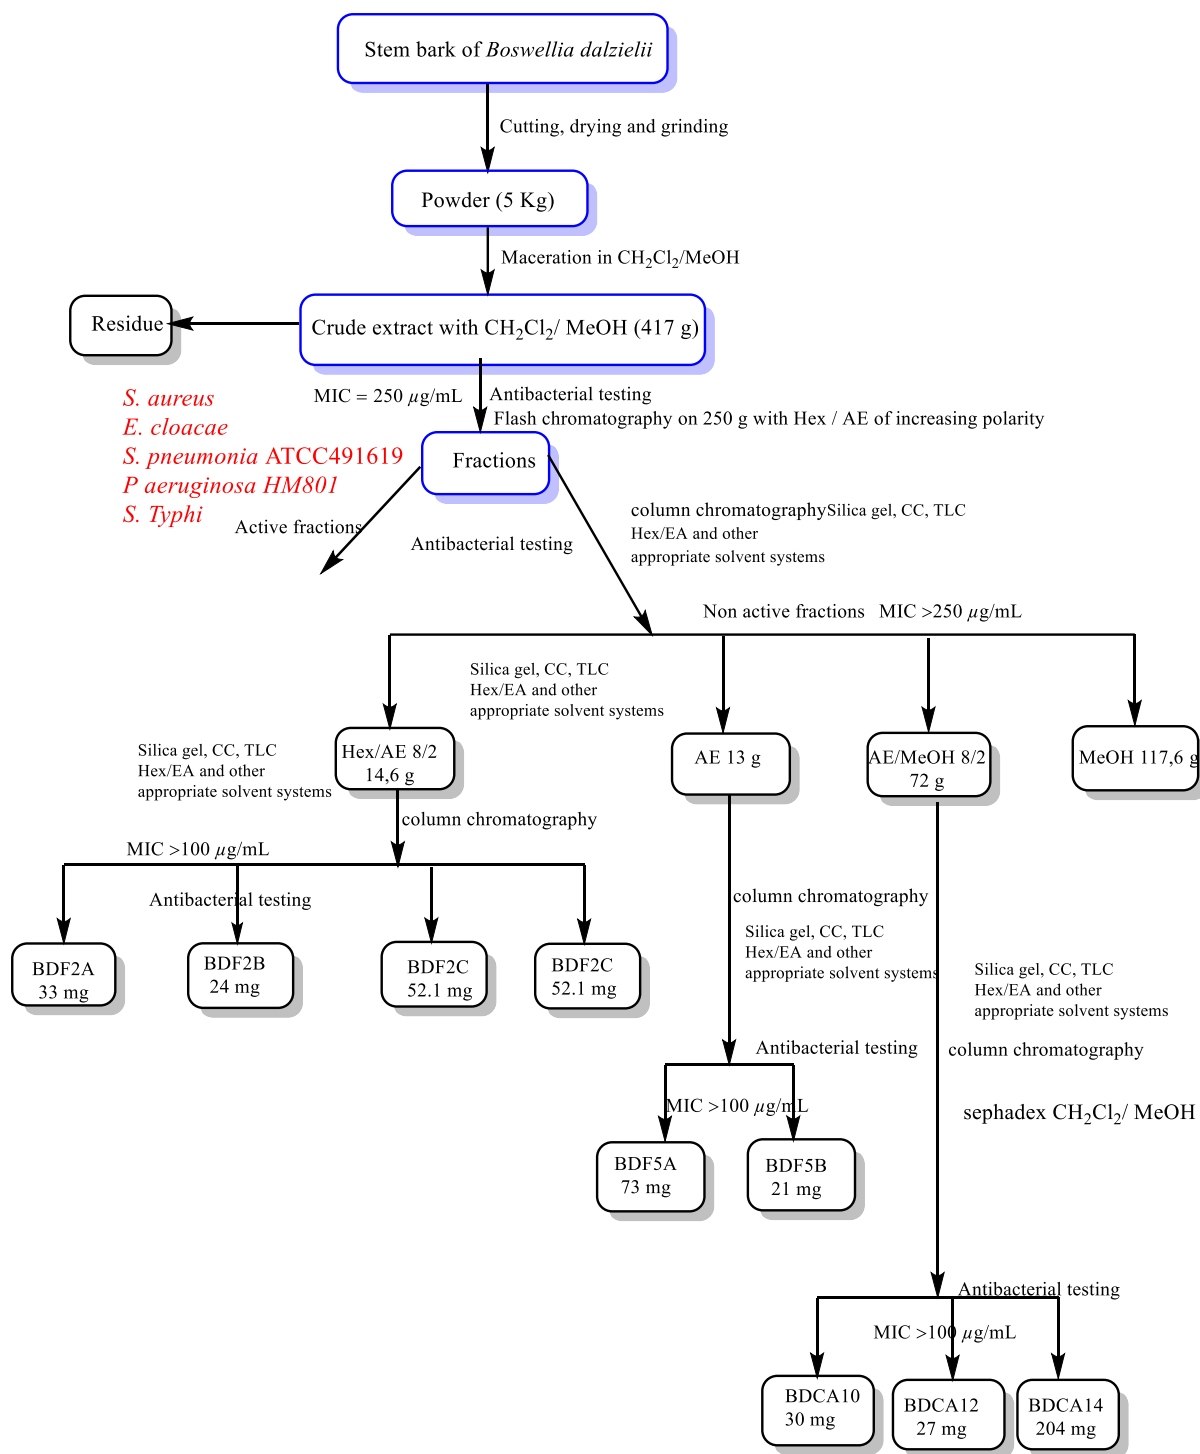 Stem bark of Boswellia dalzielii
Cutting, drying and grinding
Powder (5 Kg)
Maceration in CH₂Cl₂/MeOH
Residue
Crude extract with CH₂Cl₂/ MeOH (417 g)
MIC = 250 µg/mL
Antibacterial testing
Flash chromatography on 250 g with Hex / AE of increasing polarity
S. aureus
E. cloacae
S. pneumonia ATCC491619
P aeruginosa HM801
S. Typhi
Fractions
Active fractions
Antibacterial testing
column chromatographySilica gel, CC, TLC
Hex/EA and other
appropriate solvent systems
Non active fractions MIC >250 µg/mL
Silica gel, CC, TLC
Hex/EA and other
appropriate solvent systems
Silica gel, CC, TLC
Hex/EA and other
appropriate solvent systems
Hex/AE 8/2
14,6 g
AE 13 g
AE/MeOH 8/2
72 g
MeOH 117,6 g
column chromatography
MIC >100 µg/mL
Antibacterial testing
BDF2A
33 mg
BDF2B
24 mg
BDF2C
52.1 mg
BDF2C
52.1 mg
column chromatography
Silica gel, CC, TLC
Hex/EA and other
appropriate solvent systems
Silica gel, CC, TLC
Hex/EA and other
appropriate solvent systems
Antibacterial testing
column chromatography
MIC >100 µg/mL
sephadex CH₂Cl₂/ MeOH
BDF5A
73 mg
BDF5B
21 mg
Antibacterial testing
MIC >100 µg/mL
BDCA10
30 mg
BDCA12
27 mg
BDCA14
204 mg